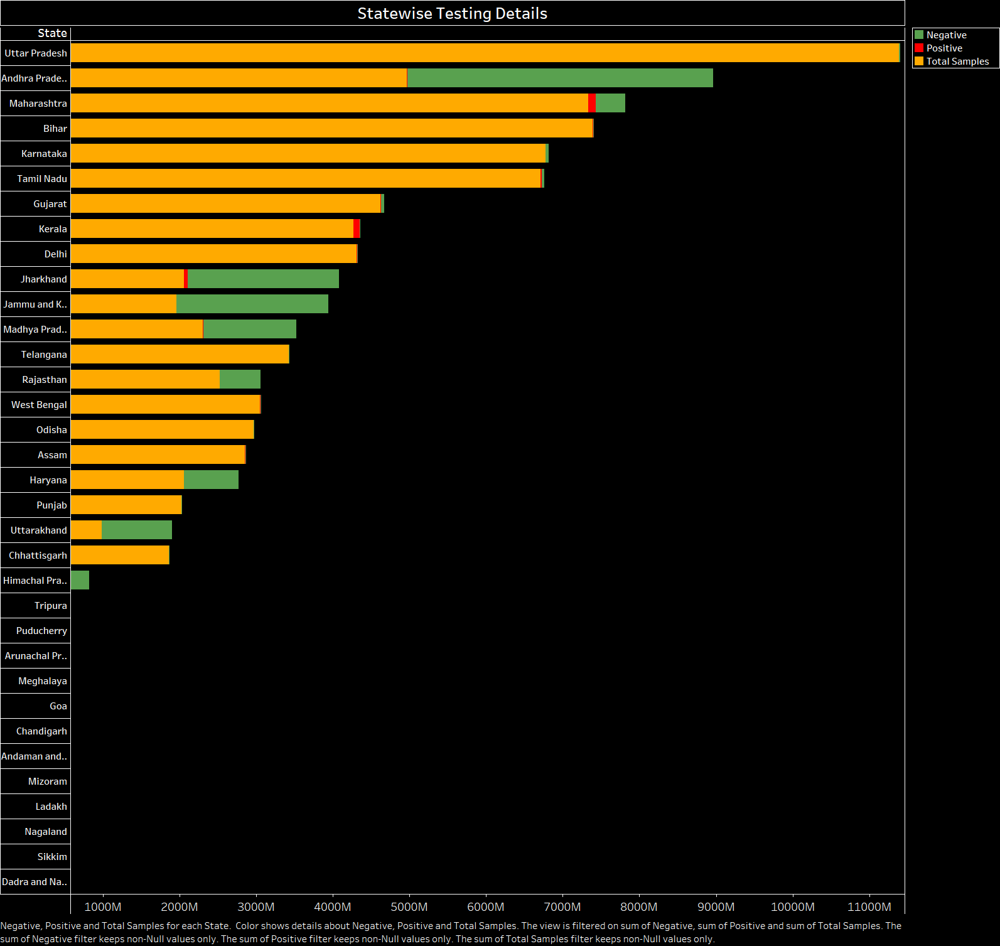 Statewise Testing Details
State
Negative
Positive
Total Samples
Uttar Pradesh
Andhra Prade..
Maharashtra
Bihar
Karnataka
Tamil Nadu
Gujarat
Kerala
Delhi
Jharkhand
Jammu and K..
Madhya Prad..
Telangana
Rajasthan
West Bengal
Odisha
Assam
Haryana
Punjab
Uttarakhand
Chhattisgarh
Himachal Pra..
Tripura
Puducherry
Arunachal Pr..
Meghalaya
Goa
Chandigarh
Andaman and..
Mizoram
Ladakh
Nagaland
Sikkim
Dadra and Na..
1000M 2000M 3000M 4000M 5000M 6000M 7000M 8000M 9000M 10000M 11000M
Negative, Positive and Total Samples for each State. Color shows details about Negative, Positive and Total Samples. The view is filtered on sum of Negative, sum of Positive and sum of Total Samples. The
sum of Negative filter keeps non-Null values only. The sum of Positive filter keeps non-Null values only. The sum of Total Samples filter keeps non-Null values only.